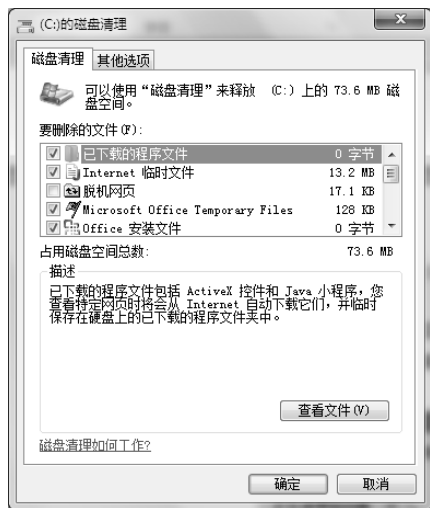 (C:)的磁盘清理
磁盘清理 其他选项
可以使用“磁盘清理”来释放 (C:) 上的 73.6 MB 磁
盘空间。
要删除的文件(F):
已下载的程序文件 0 字节
Internet 临时文件 13.2 MB
脱机网页 17.1 KB
Microsoft Office Temporary Files 128 KB
Office 安装文件 0 字节
占用磁盘空间总数: 73.6 MB
描述
已下载的程序文件包括 ActiveX 控件和 Java 小程序，您
查看特定网页时将会从 Internet 自动下载它们，并临时
保存在硬盘上的已下载的程序文件夹中。
查看文件(V)
磁盘清理如何工作?
确定 取消